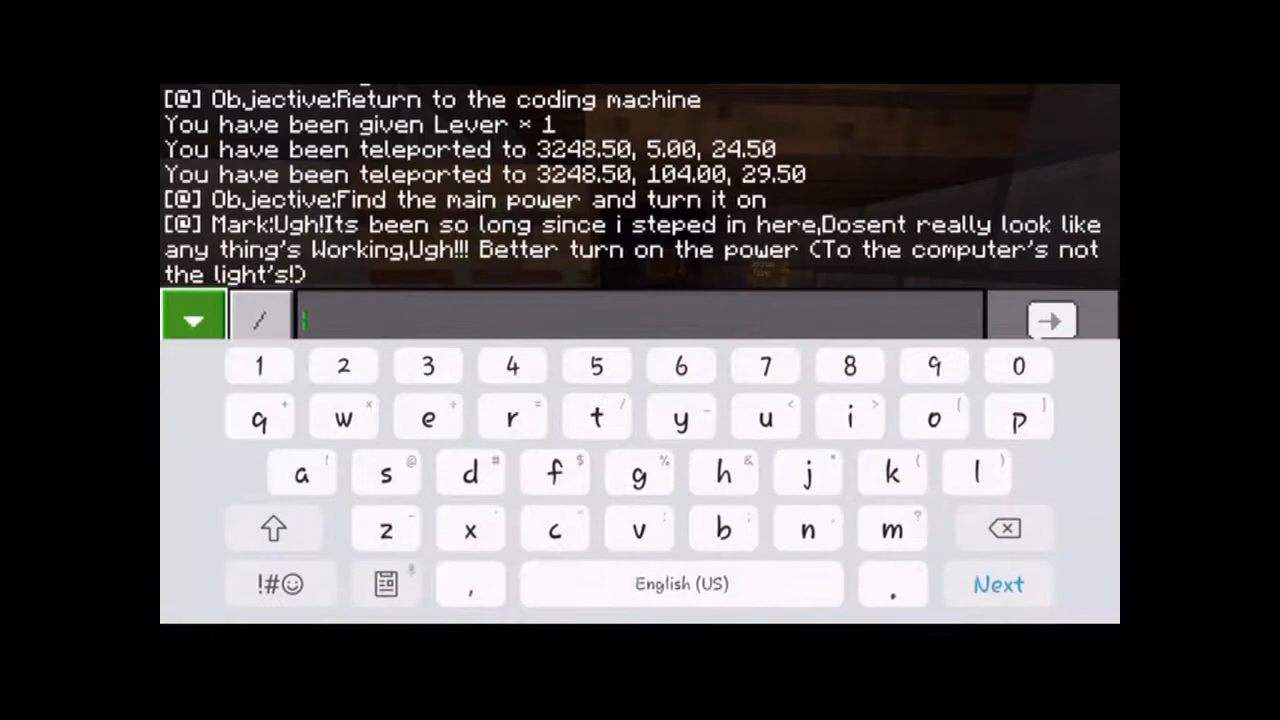 [@] Objective:Return to the coding machine
You have been given Lever × 1
You have been teleported to 3248.50, 5.00, 24.50
You have been teleported to 3248.50, 104.00, 29.50
[@] Objective:Find the main power and turn it on
[@] Mark:Ugh!Its been so long since i steped in here,Dosent really look like
any thing's Working,Ugh!!! Better turn on the power (To the computer's not
the light's!)
/
1 2 3 4 5 6 7 8 9 0
q + w × e ÷ r = t / y _ u < i > o [ p ]
a ! s @ d # f $ g % h & j * k ( l )
z - x ' c " v : b ; n , m ?
!#☺ , English (US) . Next